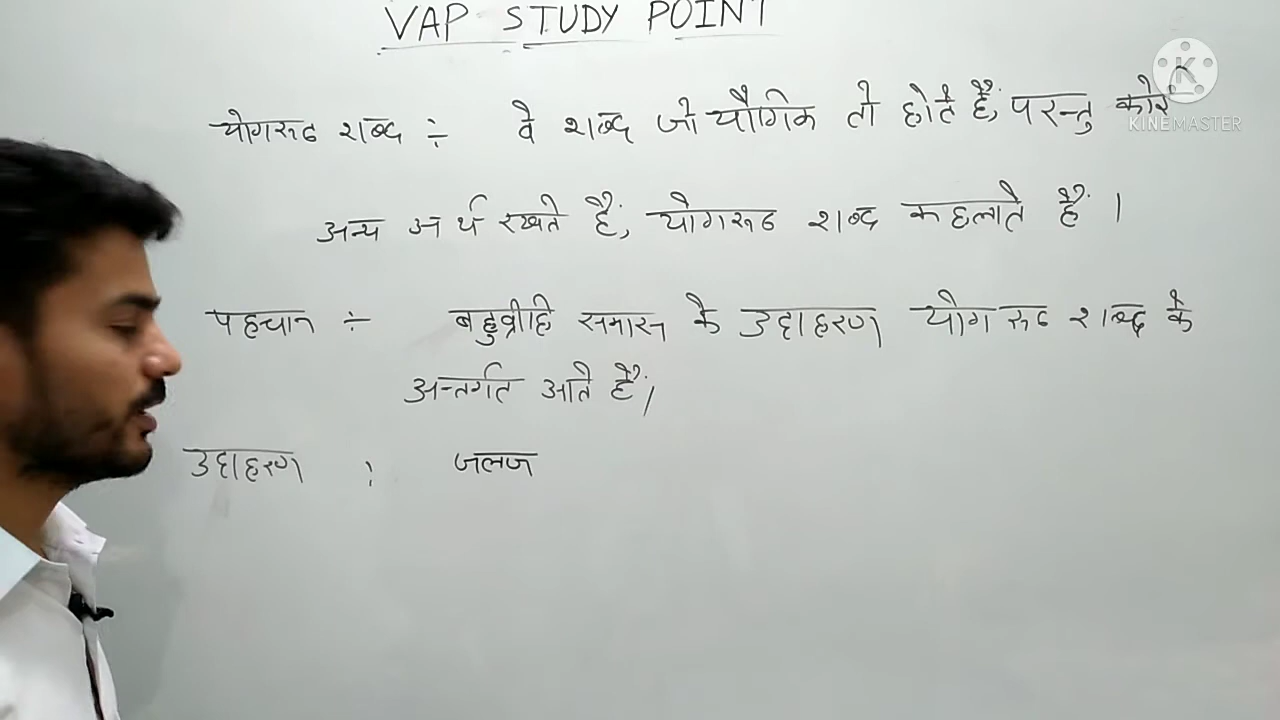 VAP STUDY POINT
योगरूढ शब्द ÷ वे शब्द जो यौगिक तो होते हैं, परन्तु कोई
KINEMASTER
अन्य अर्थ रखते हैं, योगरूढ शब्द कहलाते हैं ।
पहचान ÷ बहुव्रीहि समास के उदाहरण योगरूढ शब्द के
अन्तर्गत आते हैं।
उदाहरण : जलज